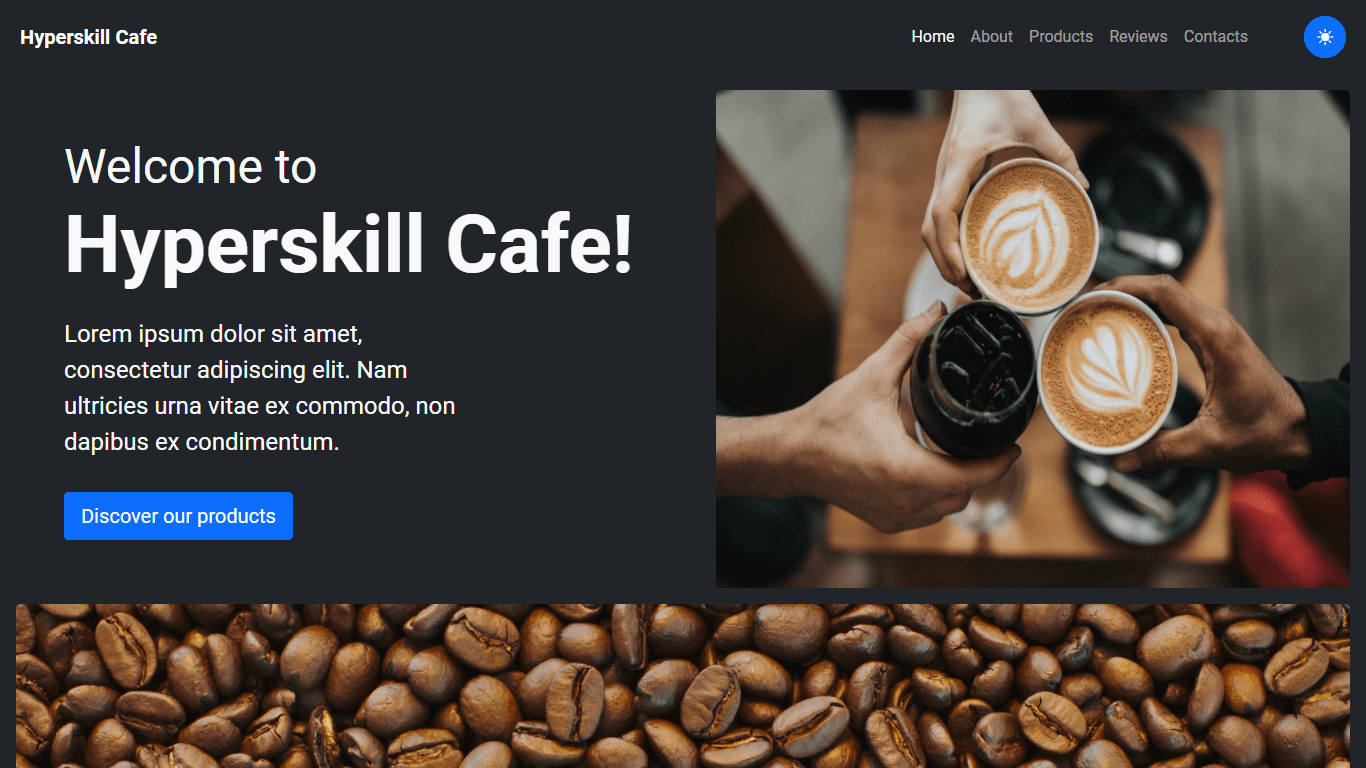 Hyperskill Cafe
Home About Products Reviews Contacts
Welcome to
Hyperskill Cafe!
Lorem ipsum dolor sit amet,
consectetur adipiscing elit. Nam
ultricies urna vitae ex commodo, non
dapibus ex condimentum.
Discover our products